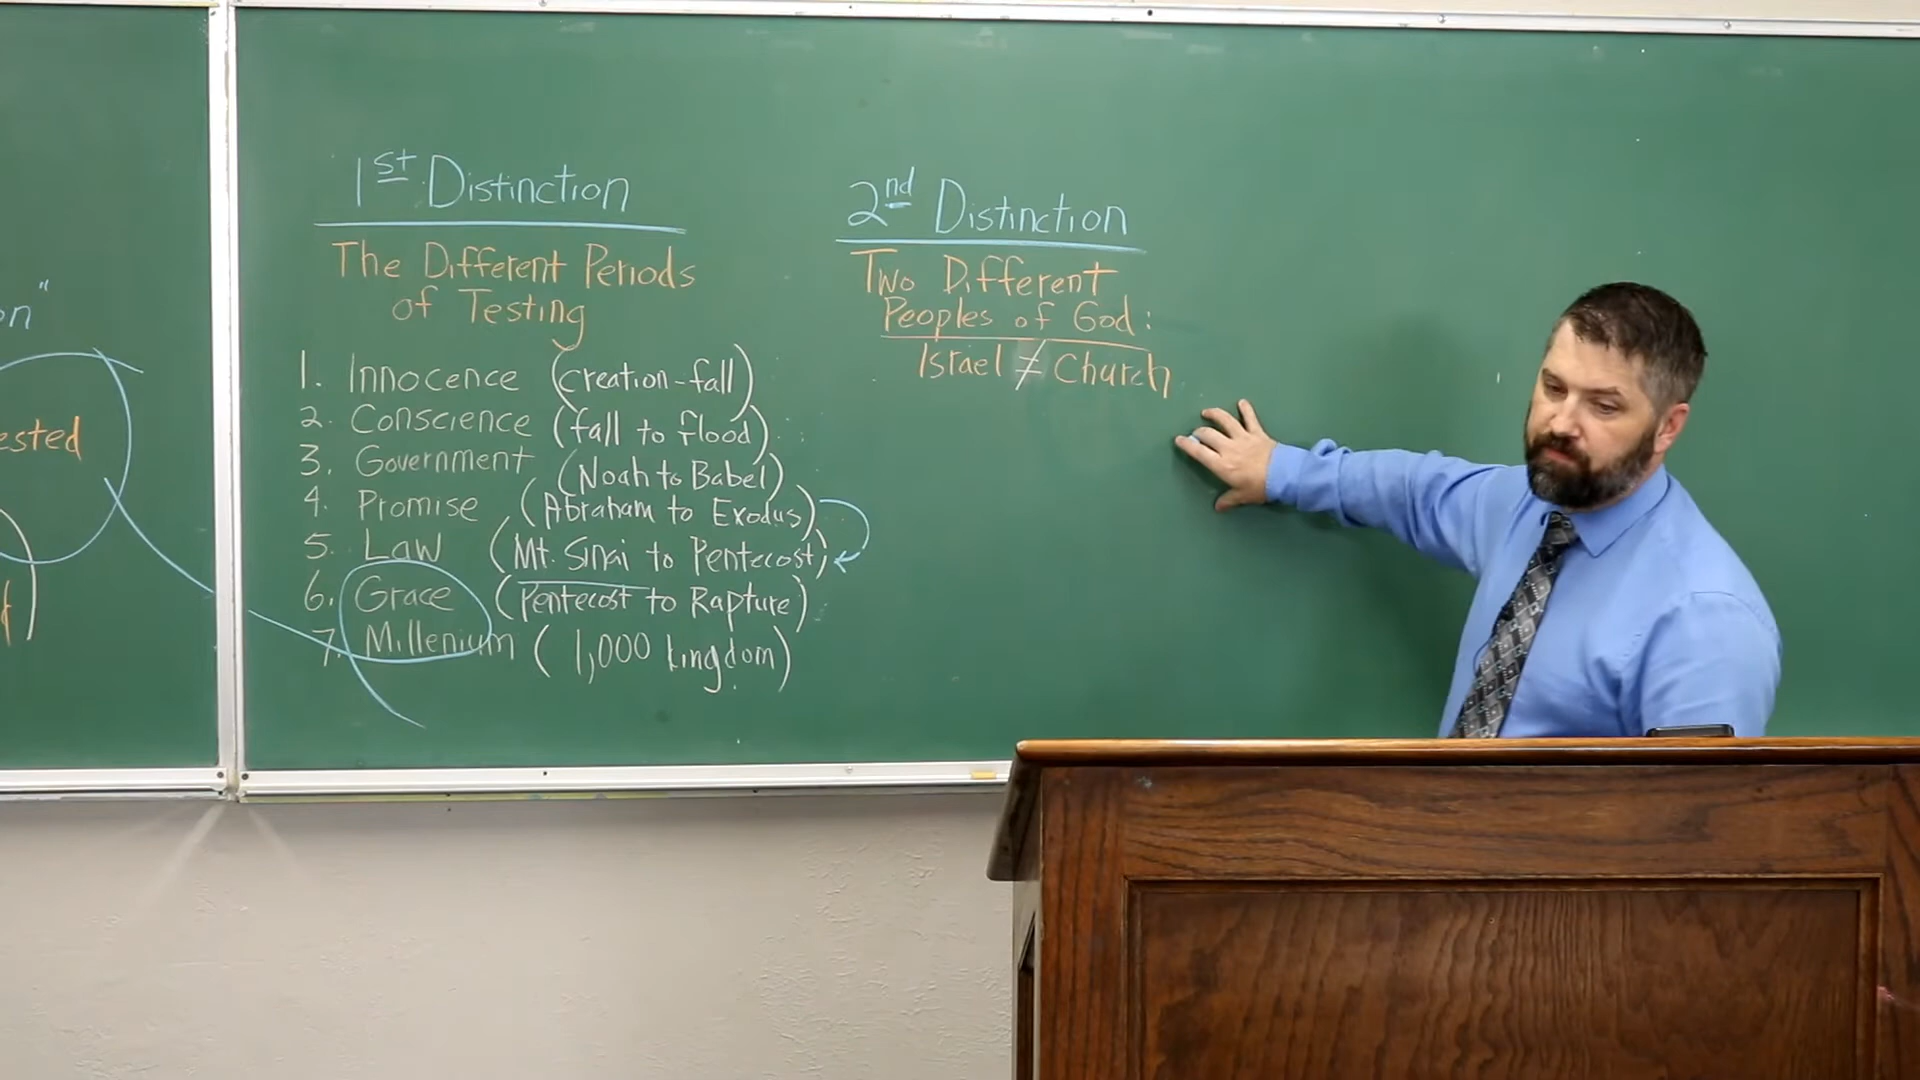 on"
ested
1st Distinction
The Different Periods
of Testing
1. Innocence (creation-fall)
2. Conscience (fall to flood)
3. Government (Noah to Babel)
4. Promise (Abraham to Exodus)
5. Law (Mt. Sinai to Pentecost)
6. Grace (Pentecost to Rapture)
7. Millenium (1,000 kingdom)
2nd Distinction
Two Different
Peoples of God:
Israel ≠ Church